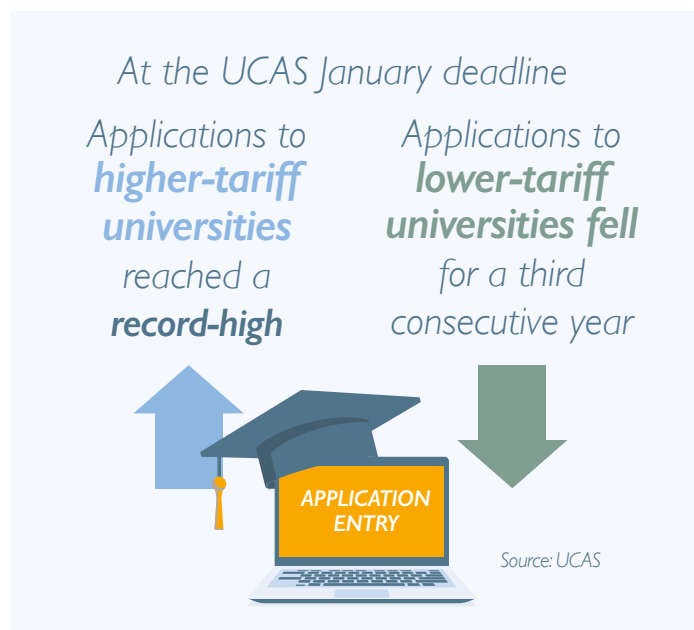 At the UCAS January deadline
Applications to
higher-tariff
universities
reached a
record-high
Applications to
lower-tariff
universities fell
for a third
consecutive year
APPLICATION
ENTRY
Source: UCAS